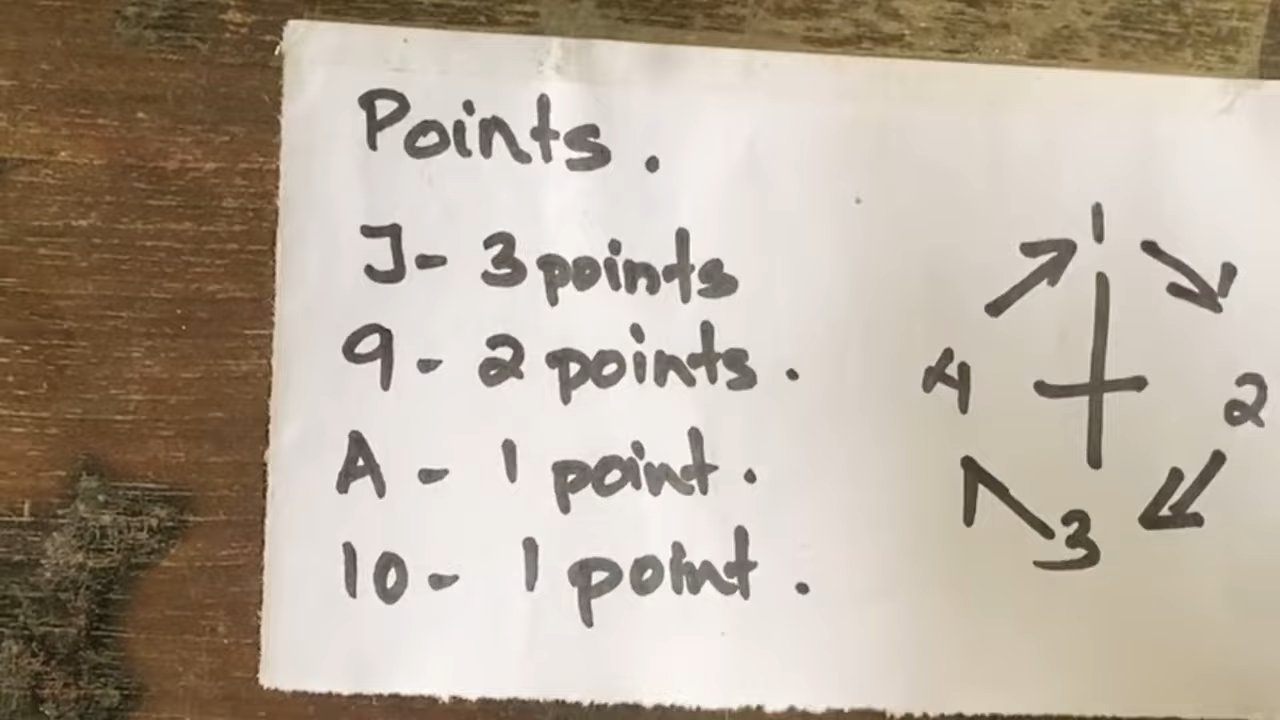 Points.
J- 3 points
9- 2 points.
A - 1 point.
10- 1 point.
1
4
2
3